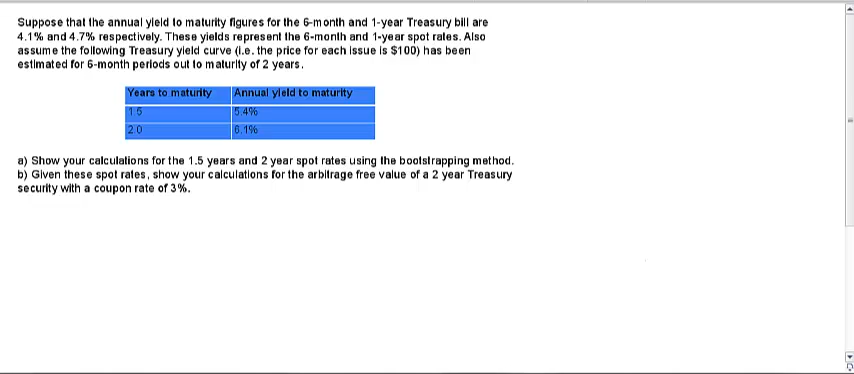 Suppose that the annual yield to maturity figures for the 6-month and 1-year Treasury bill are
4.1% and 4.7% respectively. These yields represent the 6-month and 1-year spot rates. Also
assume the following Treasury yield curve (i.e. the price for each issue is $100) has been
estimated for 6-month periods out to maturity of 2 years.
Years to maturity Annual yield to maturity
1.5 5.4%
2.0 6.1%
a) Show your calculations for the 1.5 years and 2 year spot rates using the bootstrapping method.
b) Given these spot rates, show your calculations for the arbitrage free value of a 2 year Treasury
security with a coupon rate of 3%.